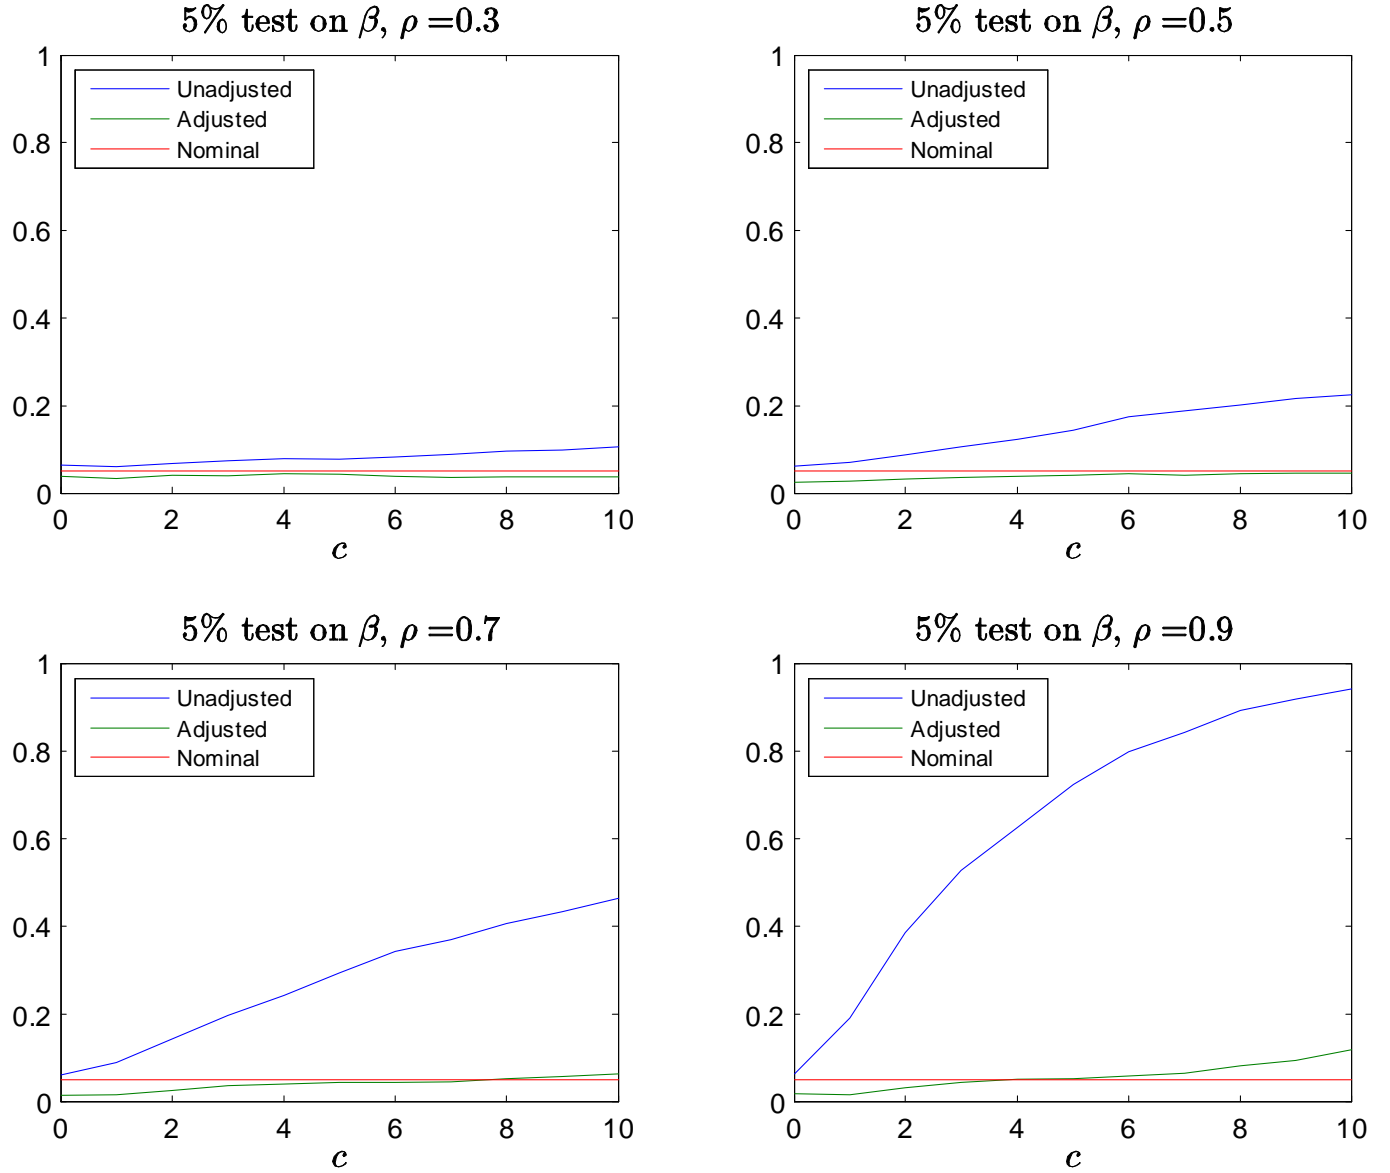 5% test on β, ρ =0.3
1
0.8
0.6
0.4
0.2
0
Unadjusted
Adjusted
Nominal
0 2 4 6 8 10
c
5% test on β, ρ =0.5
1
0.8
0.6
0.4
0.2
0
Unadjusted
Adjusted
Nominal
0 2 4 6 8 10
c
5% test on β, ρ =0.7
1
0.8
0.6
0.4
0.2
0
Unadjusted
Adjusted
Nominal
0 2 4 6 8 10
c
5% test on β, ρ =0.9
1
0.8
0.6
0.4
0.2
0
Unadjusted
Adjusted
Nominal
0 2 4 6 8 10
c